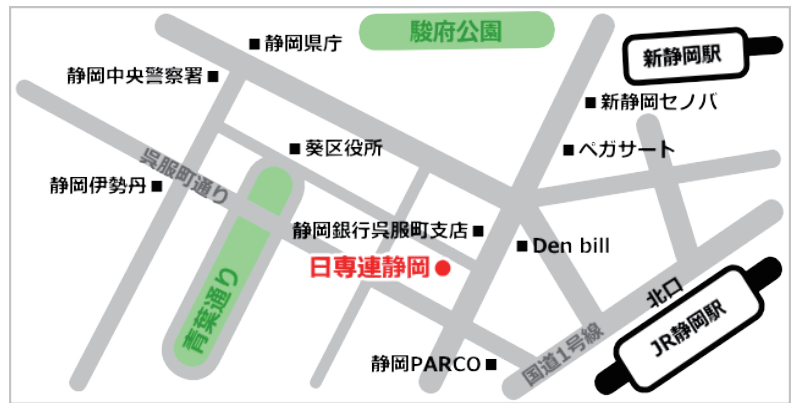 駿府公園
静岡県庁
新静岡駅
静岡中央警察署
新静岡セノバ
葵区役所
ペガサート
呉服町通り
静岡伊勢丹
静岡銀行呉服町支店
Den bill
日専連静岡
北口
青葉通り
JR静岡駅
国道1号線
静岡PARCO